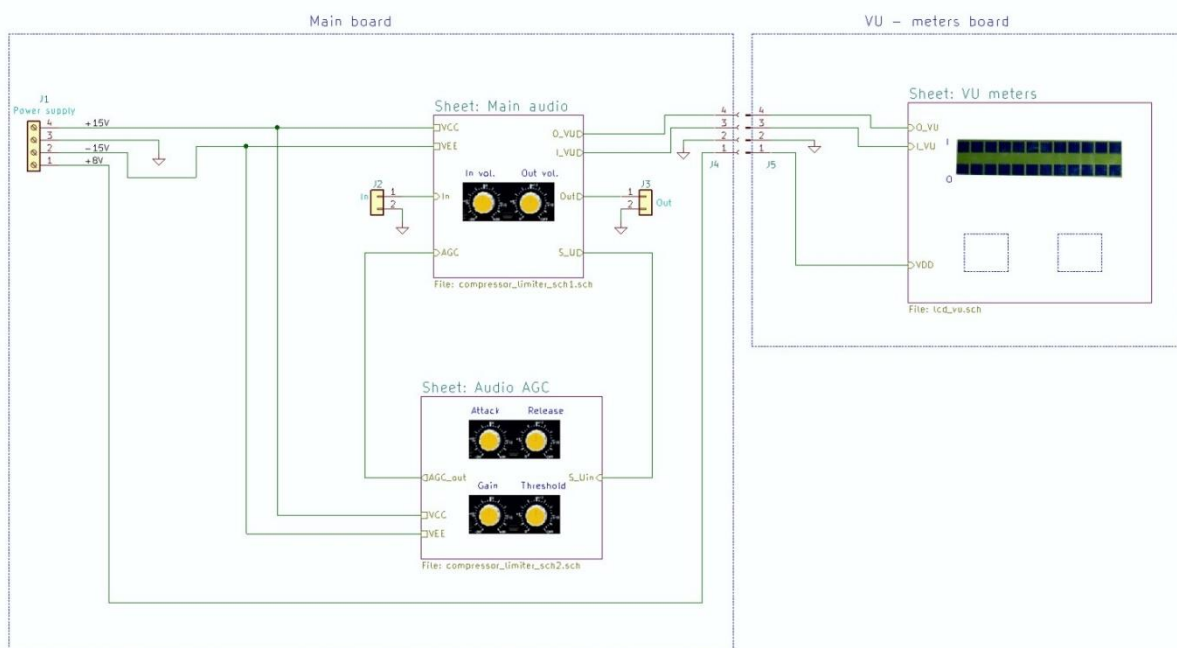 Main board
VU - meters board
J1
Power supply
4 +15V
3
2 -15V
1 +8V
Sheet: Main audio
VCC
VEE
O_VU
I_VU
In vol. Out vol.
In
Out
AGC
S_U
File: compressor_limiter_sch1.sch
J2
In
1
2
J3
1
2
Out
4
3
2
1
J4
4
3
2
1
J5
Sheet: VU meters
O_VU
I_VU
I
O
VDD
File: lcd_vu.sch
Sheet: Audio AGC
Attack Release
AGC_out
S_Uin
Gain Threshold
VCC
VEE
File: compressor_limiter_sch2.sch